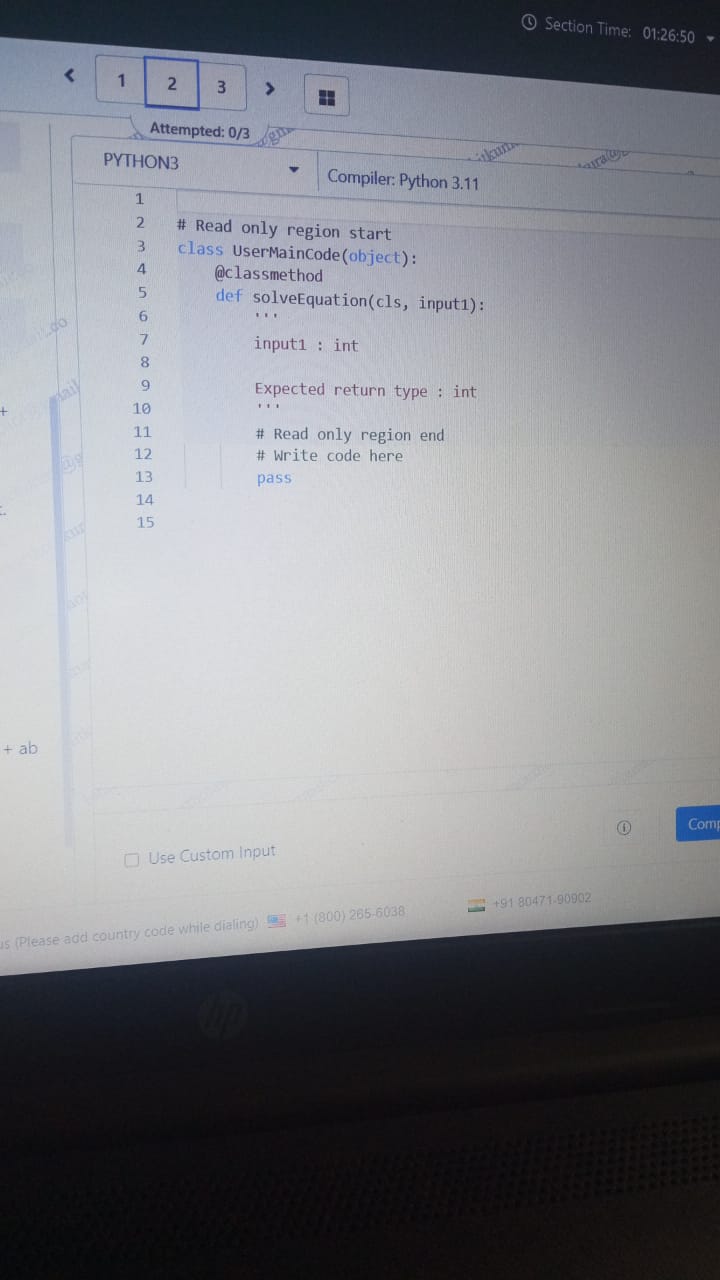 Section Time: 01:26:50
1 2 3
Attempted: 0/3
PYTHON3
Compiler: Python 3.11
1
2 # Read only region start
3 class UserMainCode(object):
4 @classmethod
5 def solveEquation(cls, input1):
6 '''
7 input1 : int
8
9 Expected return type : int
10 '''
11 # Read only region end
12 # Write code here
13 pass
14
15
+
+ ab
Use Custom Input
us (Please add country code while dialing) +1 (800) 265-6038 +91 80471-90902
hp